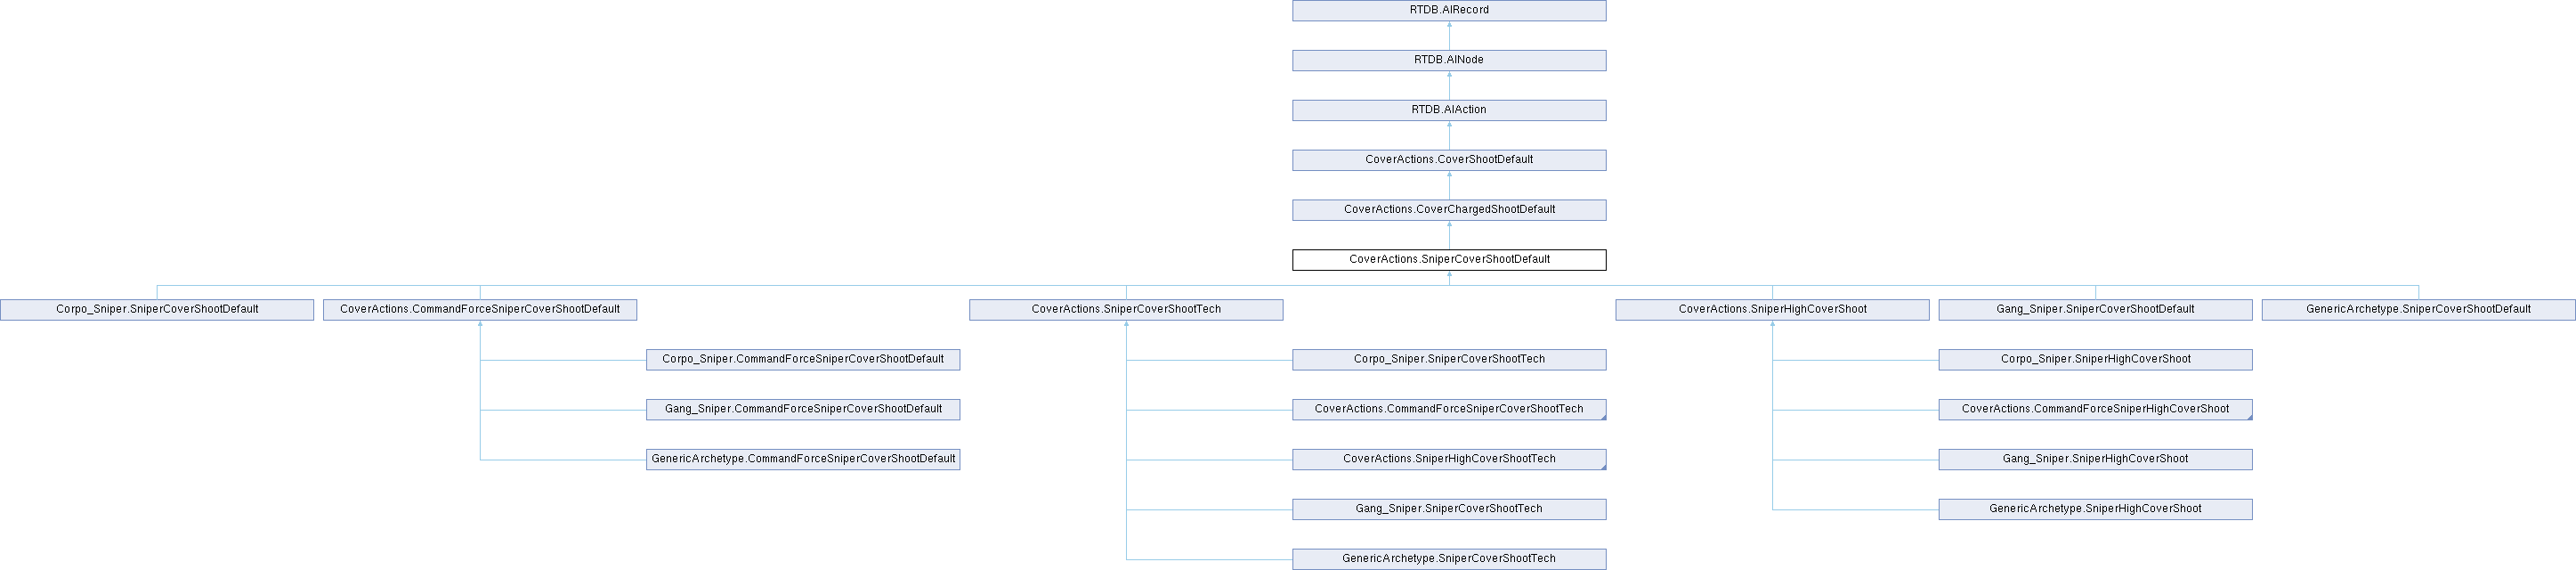 RTDB.AIRecord
RTDB.AINode
RTDB.AIAction
CoverActions.CoverShootDefault
CoverActions.CoverChargedShootDefault
CoverActions.SniperCoverShootDefault
Corpo_Sniper.SniperCoverShootDefault
CoverActions.CommandForceSniperCoverShootDefault
CoverActions.SniperCoverShootTech
CoverActions.SniperHighCoverShoot
Gang_Sniper.SniperCoverShootDefault
GenericArchetype.SniperCoverShootDefault
Corpo_Sniper.CommandForceSniperCoverShootDefault
Corpo_Sniper.SniperCoverShootTech
Corpo_Sniper.SniperHighCoverShoot
Gang_Sniper.CommandForceSniperCoverShootDefault
CoverActions.CommandForceSniperCoverShootTech
CoverActions.CommandForceSniperHighCoverShoot
GenericArchetype.CommandForceSniperCoverShootDefault
CoverActions.SniperHighCoverShootTech
Gang_Sniper.SniperHighCoverShoot
Gang_Sniper.SniperCoverShootTech
GenericArchetype.SniperHighCoverShoot
GenericArchetype.SniperCoverShootTech